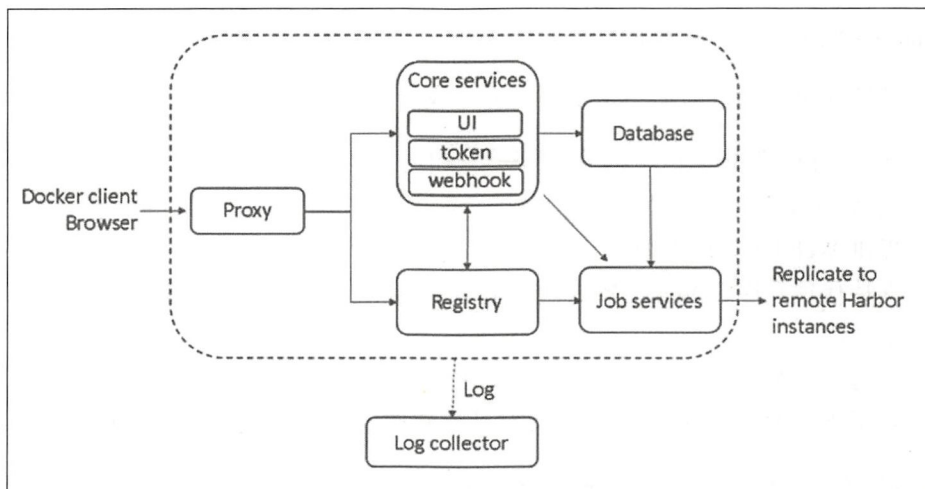 Core services
UI
token
webhook
Database
Docker client
Browser
Proxy
Registry
Job services
Replicate to
remote Harbor
instances
Log
Log collector